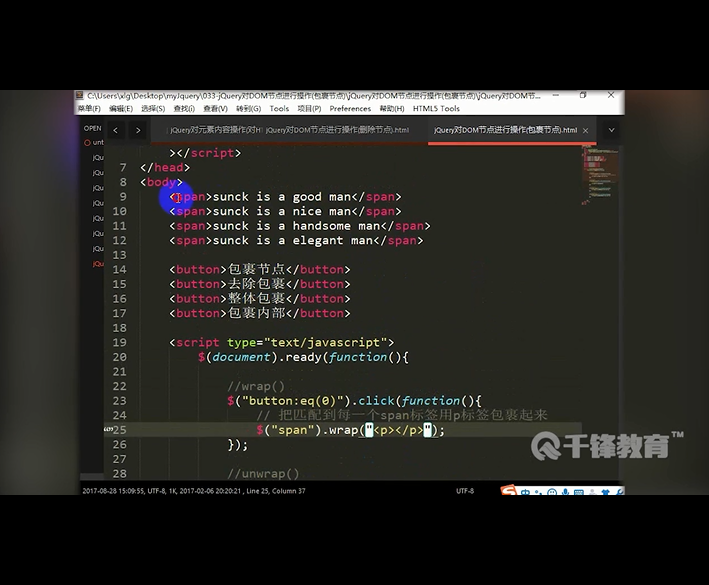 C:\Users\xlg\Desktop\myJquery\033-jQuery对DOM节点进行操作(包裹节点)\jQuery对DOM节点进行操作(包裹节点)\jQuery对DOM节...
菜单(F) 编辑(E) 选择(S) 查找(i) 查看(V) 转到(G) Tools 项目(P) Preferences 帮助(H) HTML5 Tools
OPEN jQuery对元素内容操作(对H jQuery对DOM节点进行操作(删除节点).html jQuery对DOM节点进行操作(包裹节点).html
unt
jQu
jQu
jQu
jQu
jQu
jQu
jQu
jQu
></script>
7 </head>
8 <body>
9 <span>sunck is a good man</span>
10 <span>sunck is a nice man</span>
11 <span>sunck is a handsome man</span>
12 <span>sunck is a elegant man</span>
13
14 <button>包裹节点</button>
15 <button>去除包裹</button>
16 <button>整体包裹</button>
17 <button>包裹内部</button>
18
19 <script type="text/javascript">
20 $(document).ready(function(){
21
22 //wrap()
23 $("button:eq(0)").click(function(){
24 // 把匹配到每一个span标签用p标签包裹起来
25 $("span").wrap("<p></p>");
26 });
27
28 //unwrap()
千锋教育™
2017-08-28 15:09:55, UTF-8, 1K, 2017-02-06 20:20:21 , Line 25, Column 37 UTF-8
中